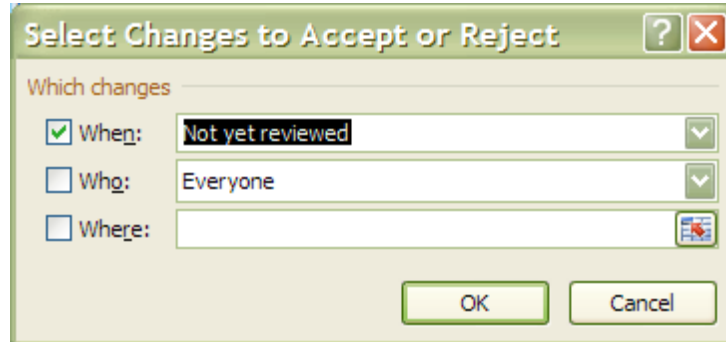 Select Changes to Accept or Reject ?
Which changes
When: Not yet reviewed
Who: Everyone
Where:
OK Cancel